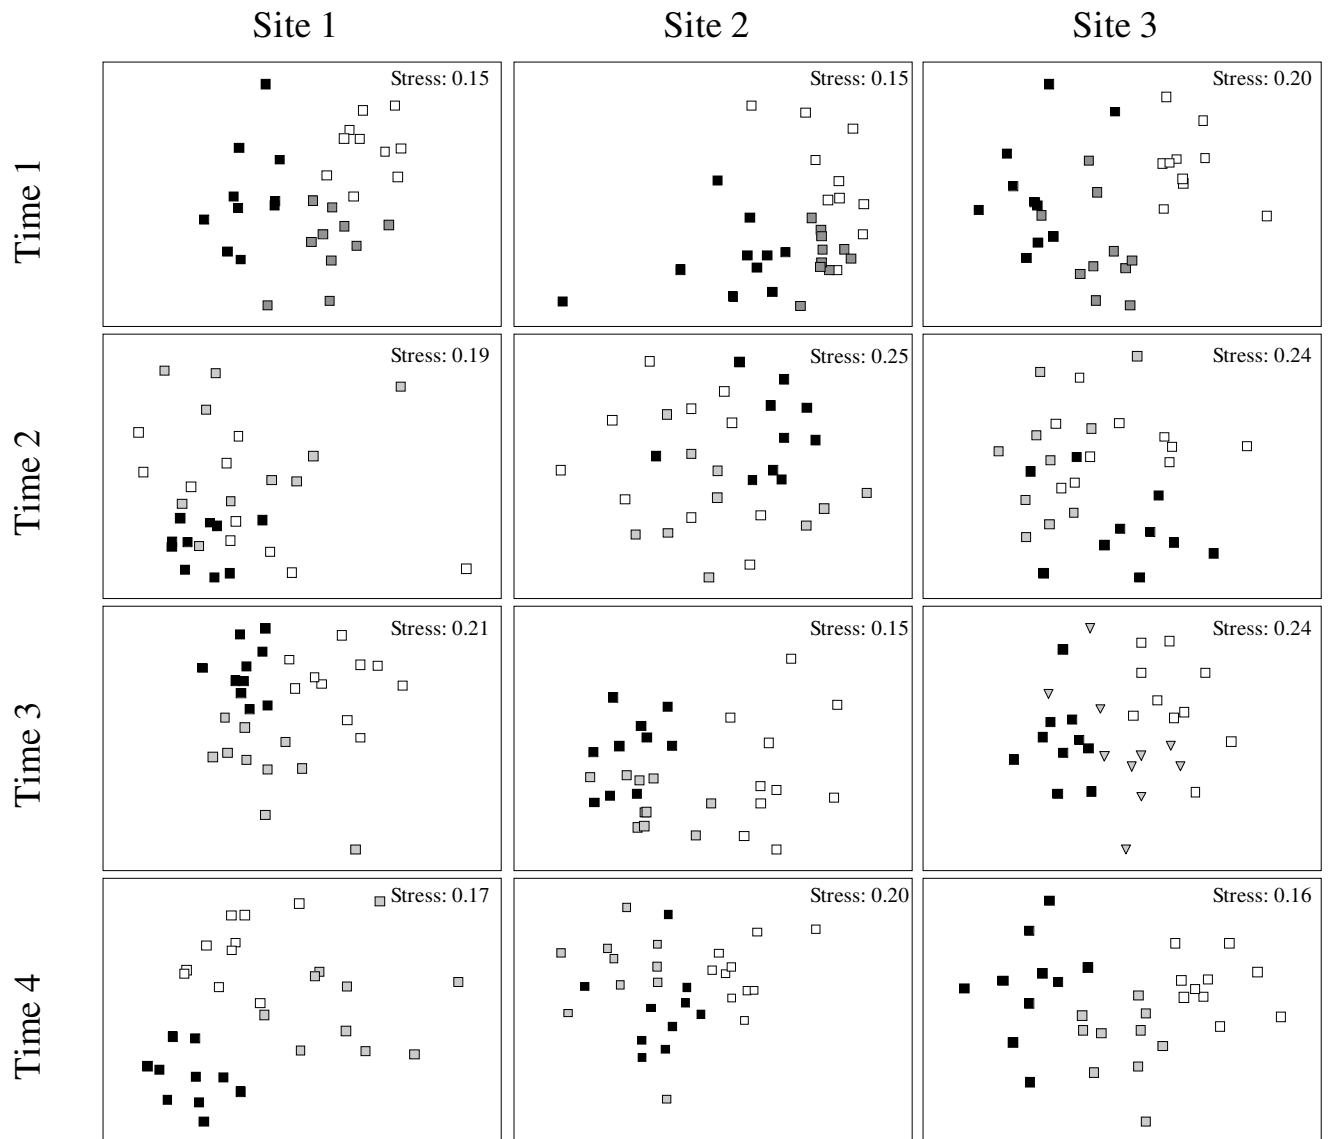 Site 1
Site 2
Site 3
Time 1
Stress: 0.15
Stress: 0.15
Stress: 0.20
Time 2
Stress: 0.19
Stress: 0.25
Stress: 0.24
Time 3
Stress: 0.21
Stress: 0.15
Stress: 0.24
Time 4
Stress: 0.17
Stress: 0.20
Stress: 0.16